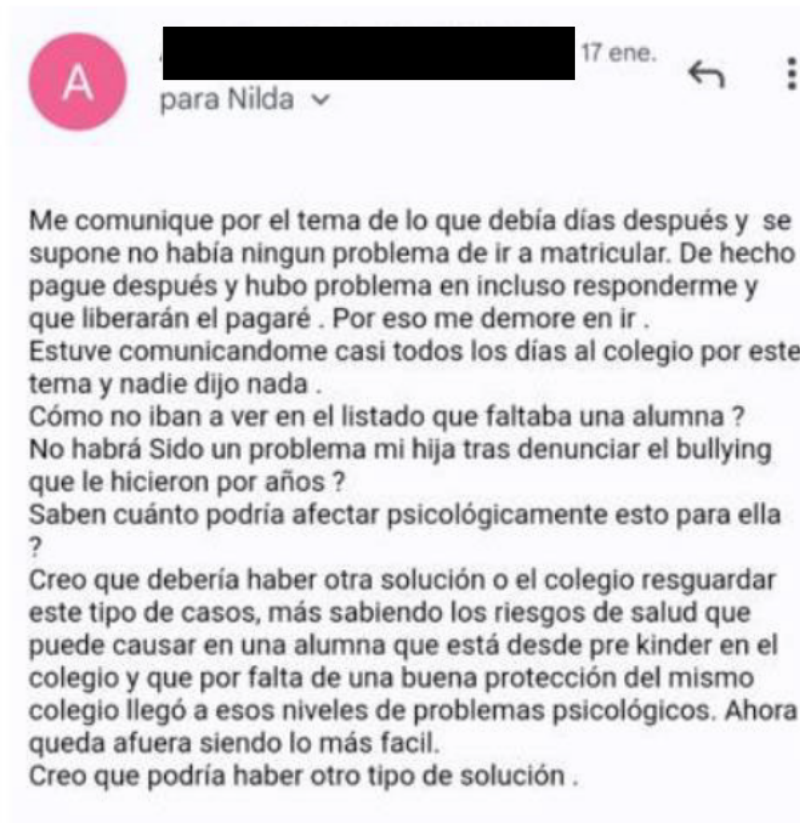 A
17 ene.
para Nilda
Me comunique por el tema de lo que debía días después y se
supone no había ningun problema de ir a matricular. De hecho
pague después y hubo problema en incluso responderme y
que liberarán el pagaré . Por eso me demore en ir .
Estuve comunicandome casi todos los días al colegio por este
tema y nadie dijo nada .
Cómo no iban a ver en el listado que faltaba una alumna ?
No habrá Sido un problema mi hija tras denunciar el bullying
que le hicieron por años ?
Saben cuánto podría afectar psicológicamente esto para ella
?
Creo que debería haber otra solución o el colegio resguardar
este tipo de casos, más sabiendo los riesgos de salud que
puede causar en una alumna que está desde pre kinder en el
colegio y que por falta de una buena protección del mismo
colegio llegó a esos niveles de problemas psicológicos. Ahora
queda afuera siendo lo más facil.
Creo que podría haber otro tipo de solución .